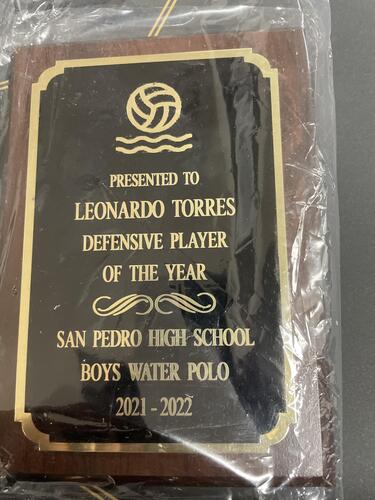 PRESENTED TO
LEONARDO TORRES
DEFENSIVE PLAYER
OF THE YEAR
SAN PEDRO HIGH SCHOOL
BOYS WATER POLO
2021 - 2022